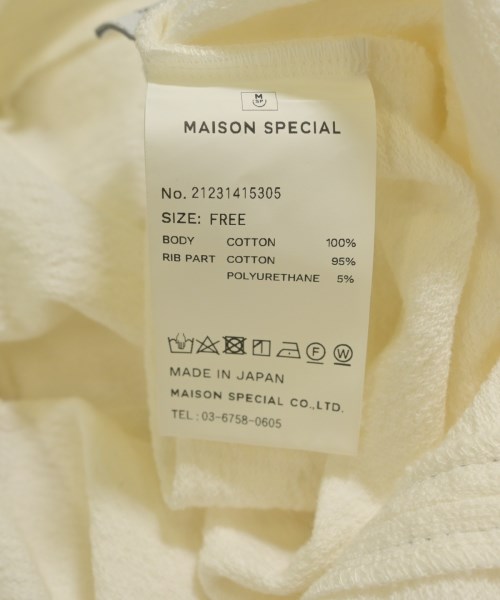 M
SP
MAISON SPECIAL
No. 21231415305
SIZE: FREE
BODY COTTON 100%
RIB PART COTTON 95%
POLYURETHANE 5%
F W
MADE IN JAPAN
MAISON SPECIAL CO.,LTD.
TEL : 03-6758-0605